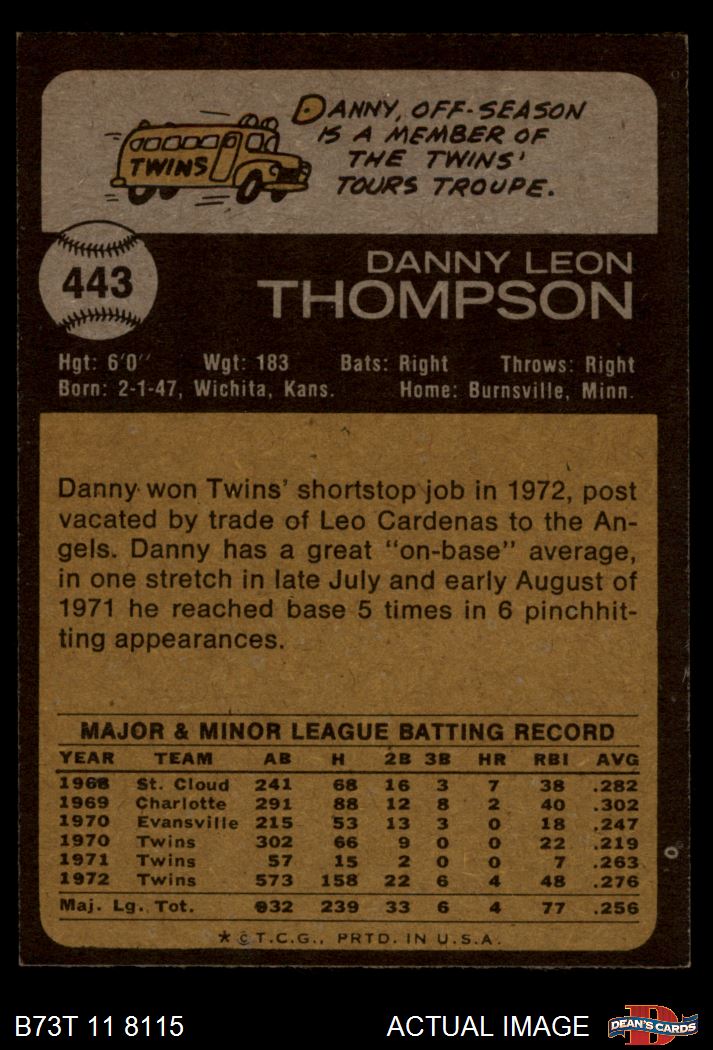 DANNY, OFF-SEASON
IS A MEMBER OF
THE TWINS'
TOURS TROUPE.
TWINS
443
DANNY LEON
THOMPSON
Hgt: 6'0" Wgt: 183 Bats: Right Throws: Right
Born: 2-1-47, Wichita, Kans. Home: Burnsville, Minn.
Danny won Twins' shortstop job in 1972, post
vacated by trade of Leo Cardenas to the An-
gels. Danny has a great "on-base" average,
in one stretch in late July and early August of
1971 he reached base 5 times in 6 pinchhit-
ting appearances.
MAJOR & MINOR LEAGUE BATTING RECORD
YEAR TEAM AB H 2B 3B HR RBI AVG
1968 St. Cloud 241 68 16 3 7 38 .282
1969 Charlotte 291 88 12 8 2 40 .302
1970 Evansville 215 53 13 3 0 18 .247
1970 Twins 302 66 9 0 0 22 .219
1971 Twins 57 15 2 0 0 7 .263
1972 Twins 573 158 22 6 4 48 .276
Maj. Lg. Tot. 932 239 33 6 4 77 .256
* © T.C.G., PRTD. IN U.S.A.
B73T 11 8115 ACTUAL IMAGE DEAN'S CARDS